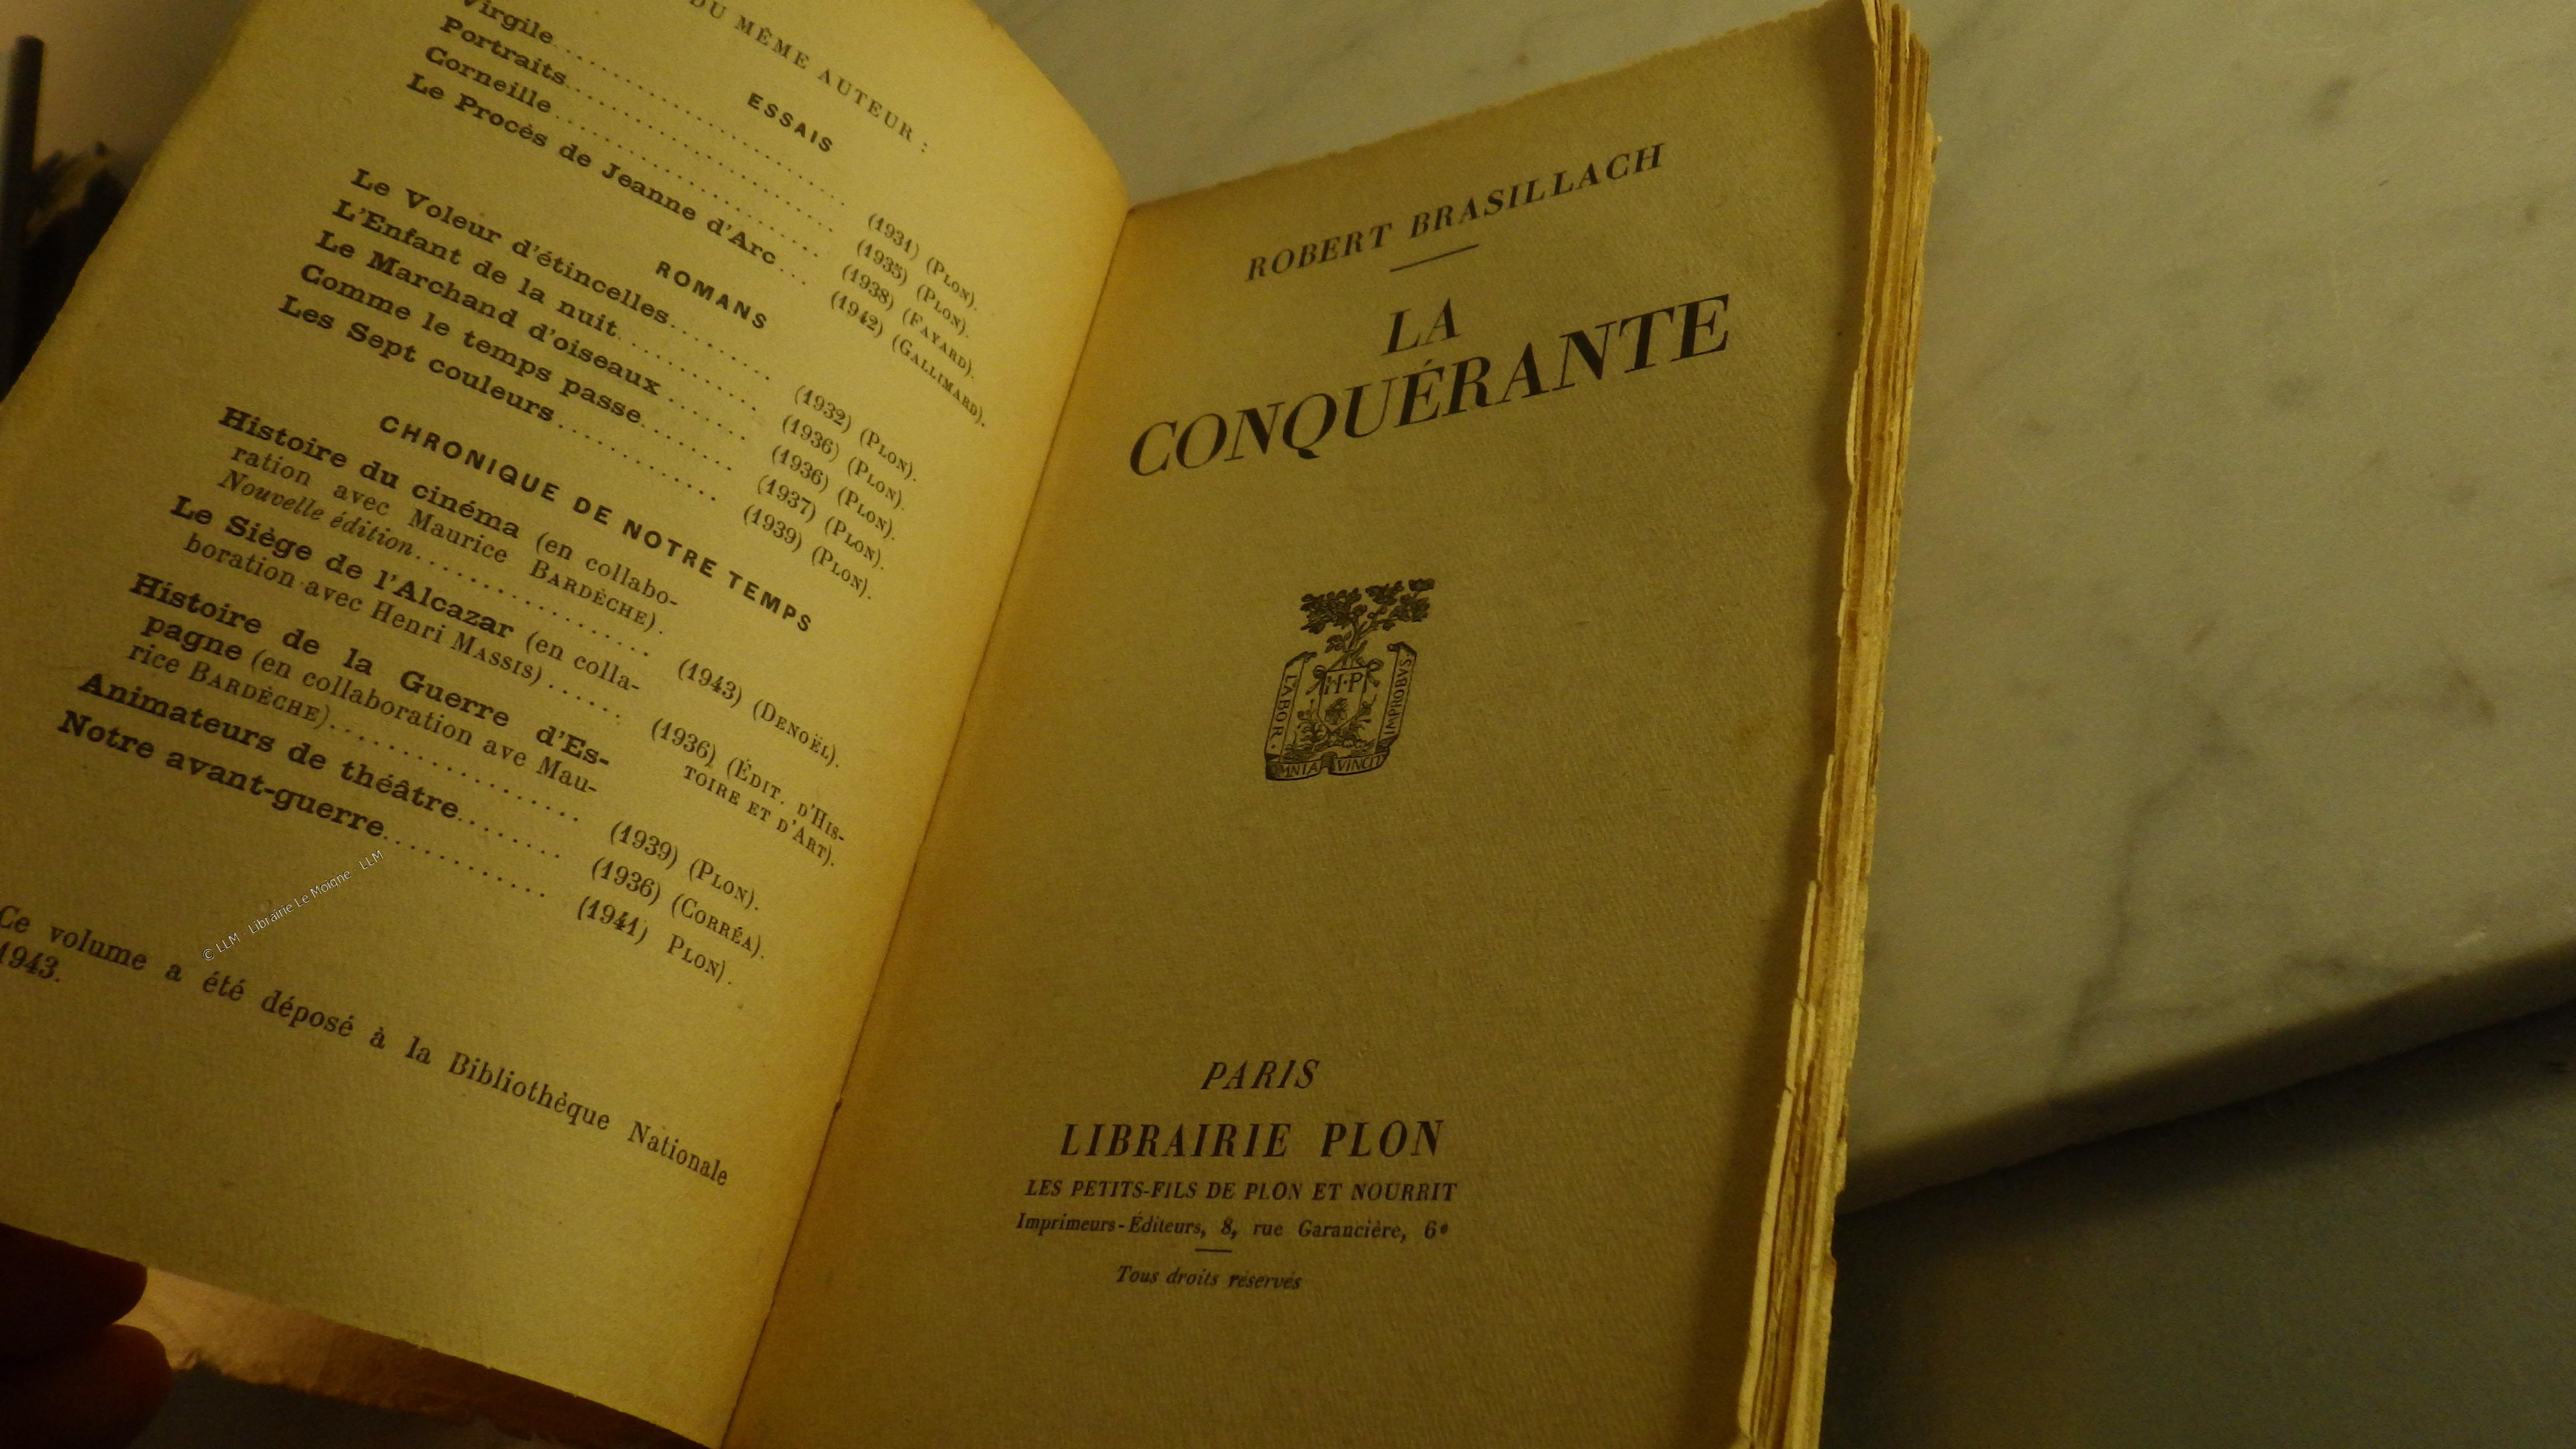 DU MÊME AUTEUR :
ESSAIS
Virgile (1931) (PLON).
Portraits (1935) (PLON).
Corneille (1938) (FAYARD).
Le Procès de Jeanne d'Arc (1942) (GALLIMARD).
ROMANS
Le Voleur d'étincelles (1932) (PLON).
L'Enfant de la nuit (1936) (PLON).
Le Marchand d'oiseaux (1936) (PLON).
Comme le temps passe (1937) (PLON).
Les Sept couleurs (1939) (PLON).
CHRONIQUE DE NOTRE TEMPS
Histoire du cinéma (en collabo-
ration avec Maurice BARDÈCHE).
Nouvelle édition (1943) (DENOËL).
Le Siège de l'Alcazar (en colla-
boration avec Henri MASSIS) (1936) (ÉDIT. D'HIS-
TOIRE ET D'ART).
Histoire de la Guerre d'Es-
pagne (en collaboration ave Mau-
rice BARDÈCHE) (1939) (PLON).
Animateurs de théâtre (1936) (CORRÉA).
Notre avant-guerre (1941) PLON).
© LLM - Librairie Le Moigne - LLM
Ce volume a été déposé à la Bibliothèque Nationale
1943.
ROBERT BRASILLACH
LA
CONQUÉRANTE
H·P
LABOR·
IMPROBVS
OMNIA VINCIT
PARIS
LIBRAIRIE PLON
LES PETITS-FILS DE PLON ET NOURRIT
Imprimeurs-Éditeurs, 8, rue Garancière, 6e
Tous droits réservés